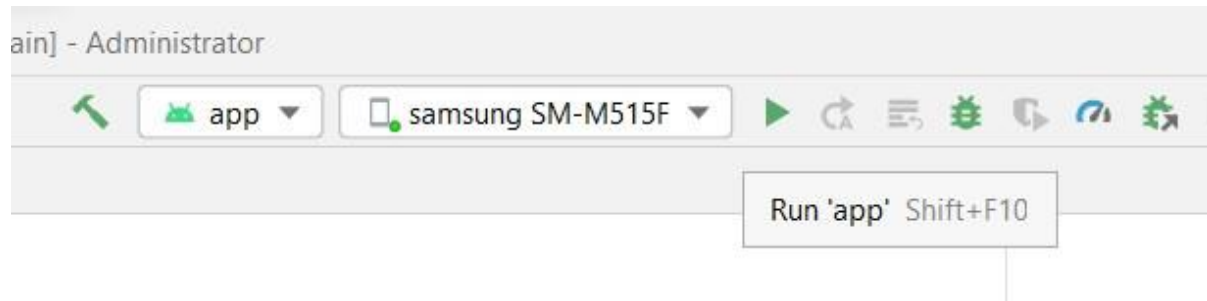 ain] - Administrator
app samsung SM-M515F
Run 'app' Shift+F10